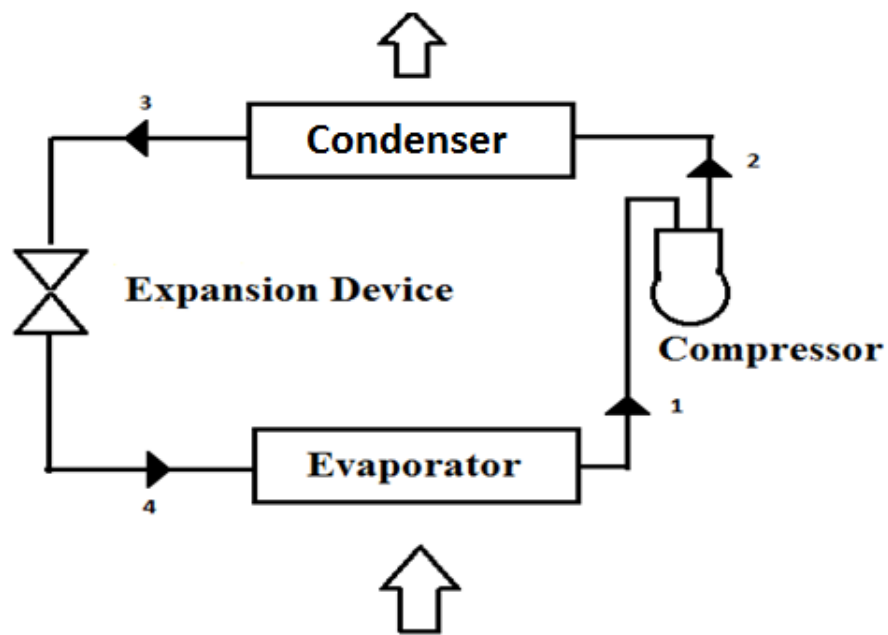 3
Condenser
2
Expansion Device
Compressor
1
Evaporator
4